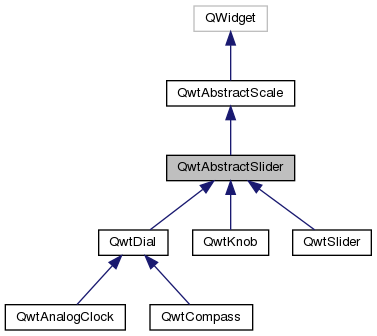 QWidget
QwtAbstractScale
QwtAbstractSlider
QwtDial
QwtKnob
QwtSlider
QwtAnalogClock
QwtCompass